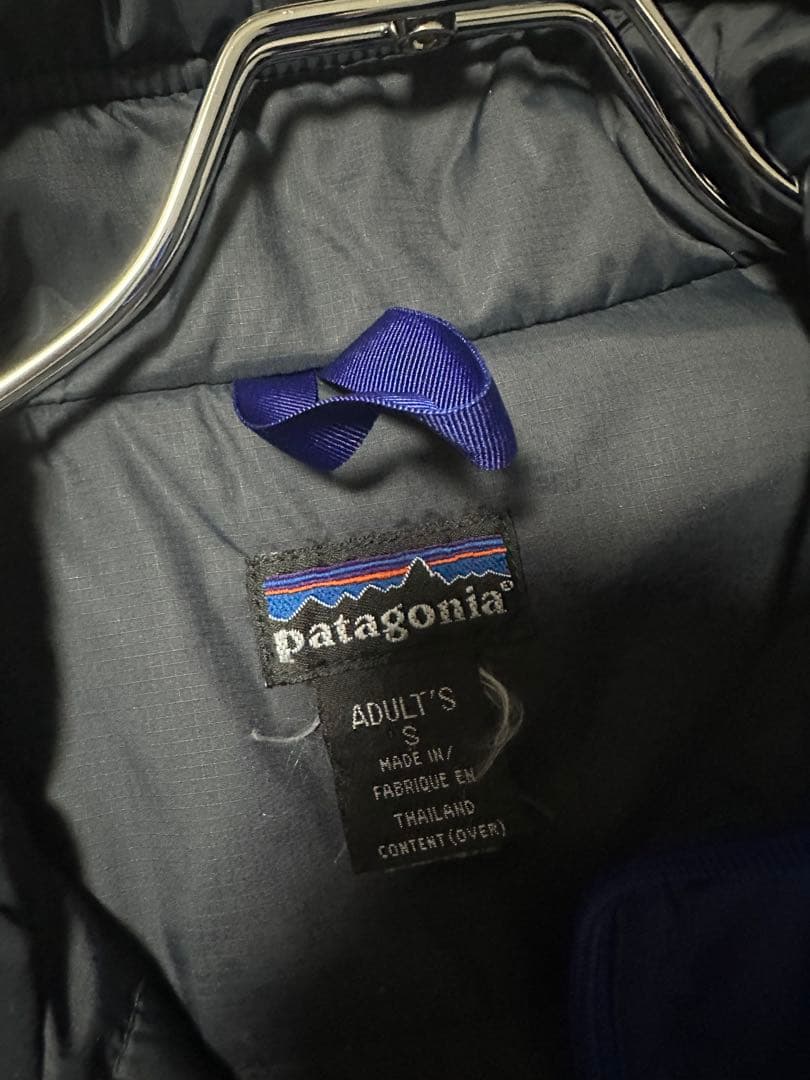 patagonia®
ADULT'S
S
MADE IN/
FABRIQUE EN
THAILAND
CONTENT (OVER)